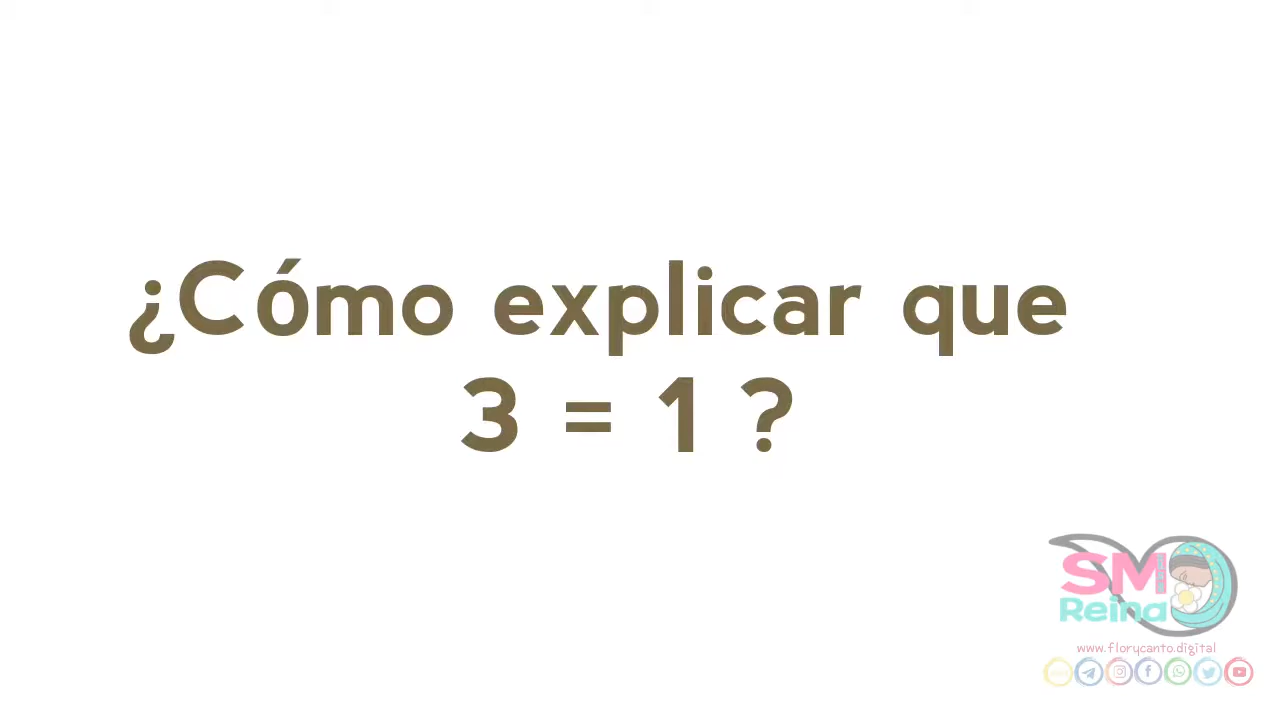 ¿Cómo explicar que
3 = 1 ?
SM
Reina
www.florycanto.digital